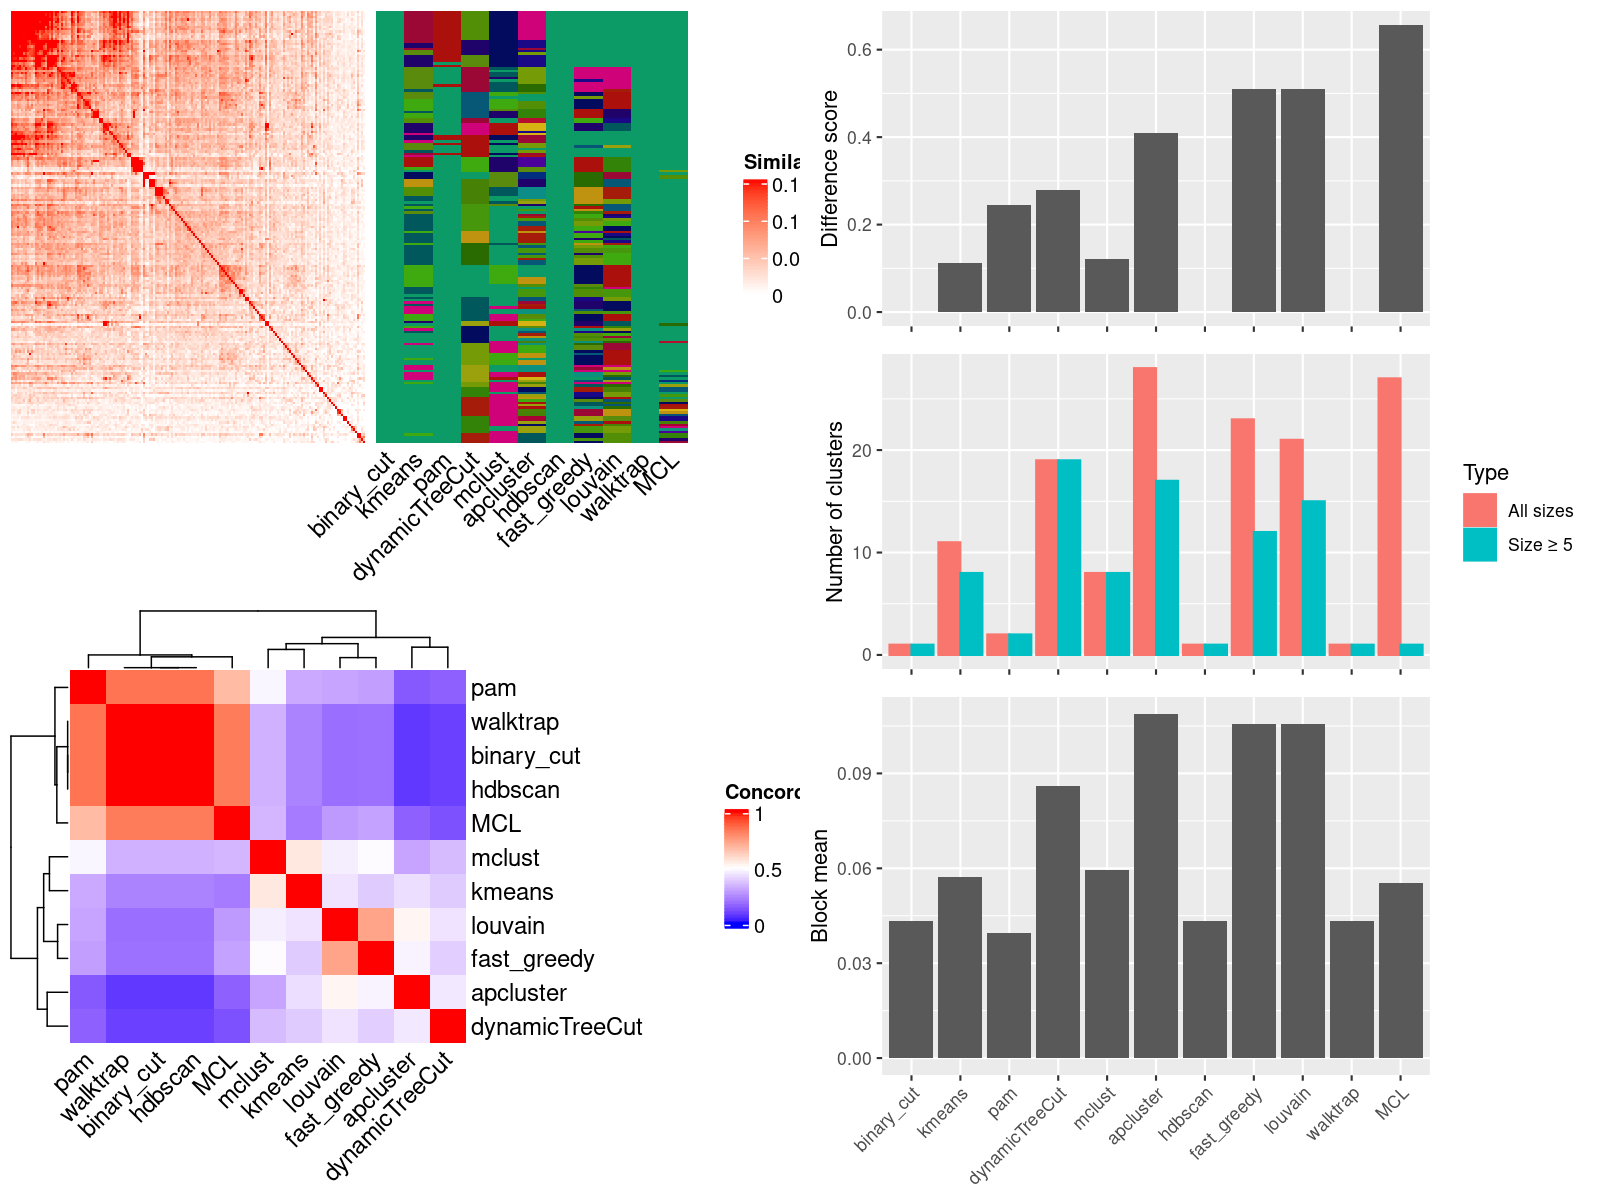 Simila
0.1
0.1
0.0
0
binary_cut
kmeans
pam
dynamicTreeCut
mclust
apcluster
hdbscan
fast_greedy
louvain
walktrap
MCL
pam
walktrap
binary_cut
hdbscan
MCL
mclust
kmeans
louvain
fast_greedy
apcluster
dynamicTreeCut
pam
walktrap
binary_cut
hdbscan
MCL
mclust
kmeans
louvain
fast_greedy
apcluster
dynamicTreeCut
Concord
1
0.5
0
Difference score
0.6
0.4
0.2
0.0
Number of clusters
20
10
0
Type
All sizes
Size ≥ 5
Block mean
0.09
0.06
0.03
0.00
binary_cut
kmeans
pam
dynamicTreeCut
mclust
apcluster
hdbscan
fast_greedy
louvain
walktrap
MCL